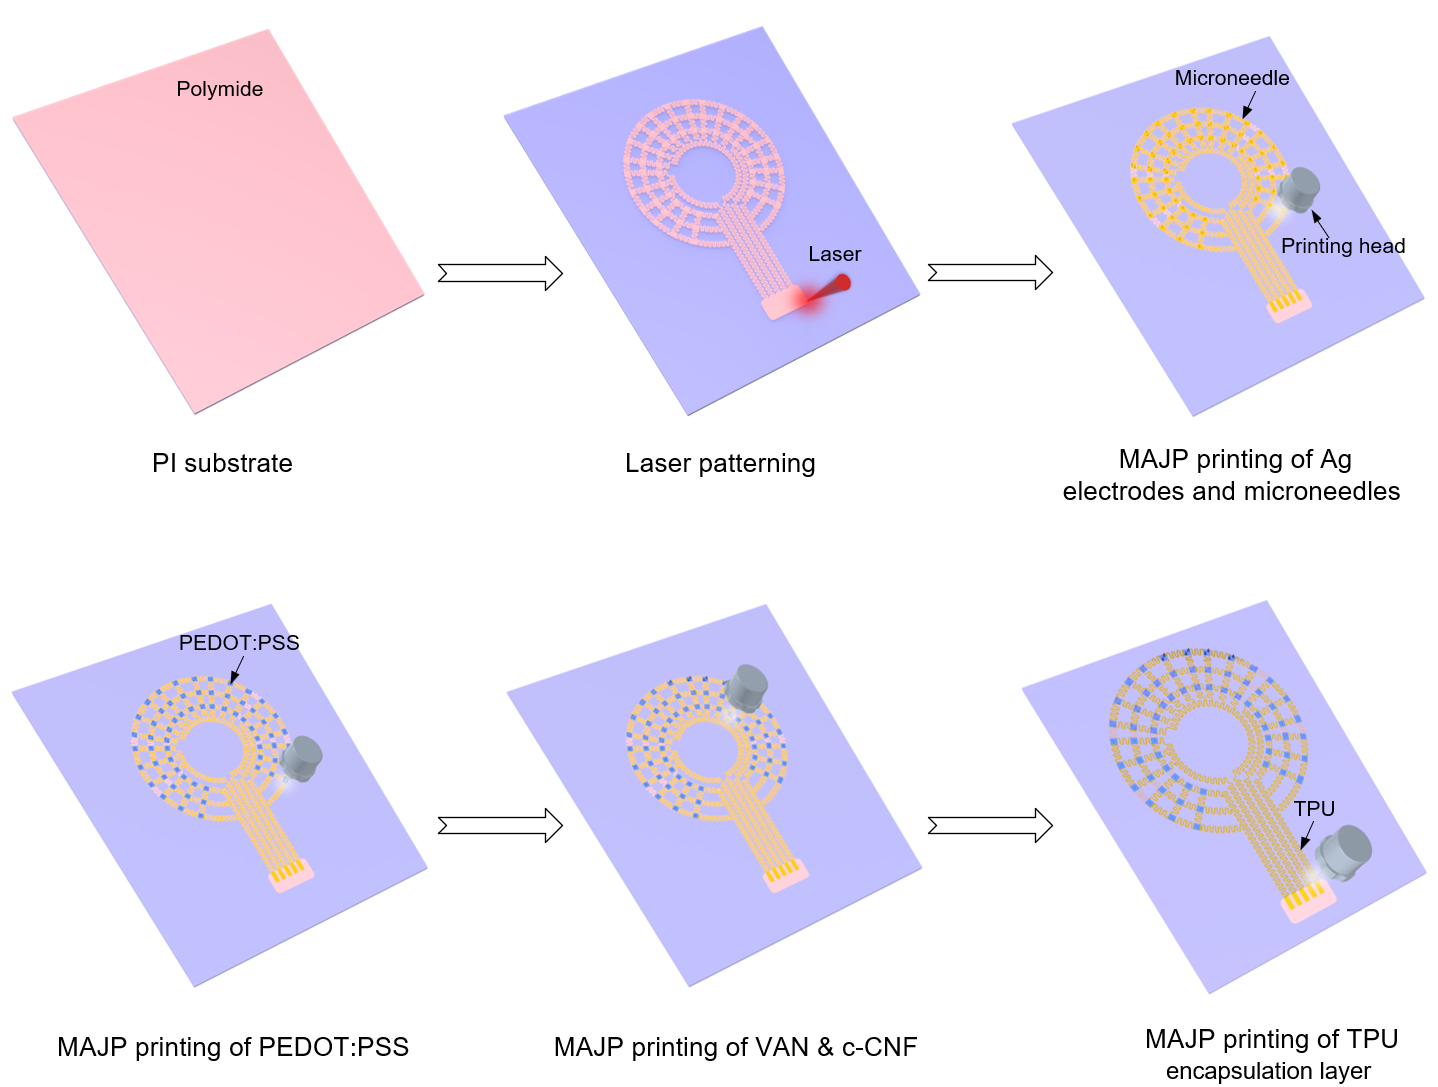 Polymide
Laser
Microneedle
Printing head
PI substrate
Laser patterning
MAJP printing of Ag
electrodes and microneedles
PEDOT:PSS
TPU
MAJP printing of PEDOT:PSS
MAJP printing of VAN & c-CNF
MAJP printing of TPU
encapsulation layer